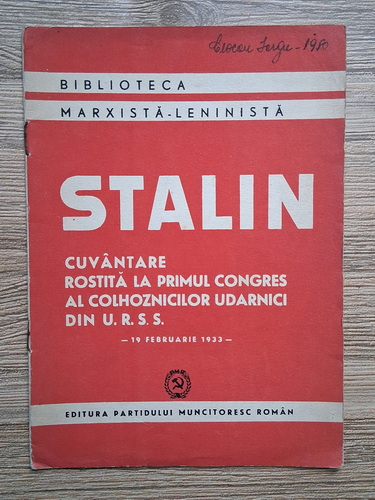 1980
BIBLIOTECA
MARXISTĂ-LENINISTĂ
STALIN
CUVÂNTARE
ROSTITĂ LA PRIMUL CONGRES
AL COLHOZNICILOR UDARNICI
DIN U.R.S.S.
— 19 FEBRUARIE 1933 —
EDITURA PARTIDULUI MUNCITORESC ROMÂN